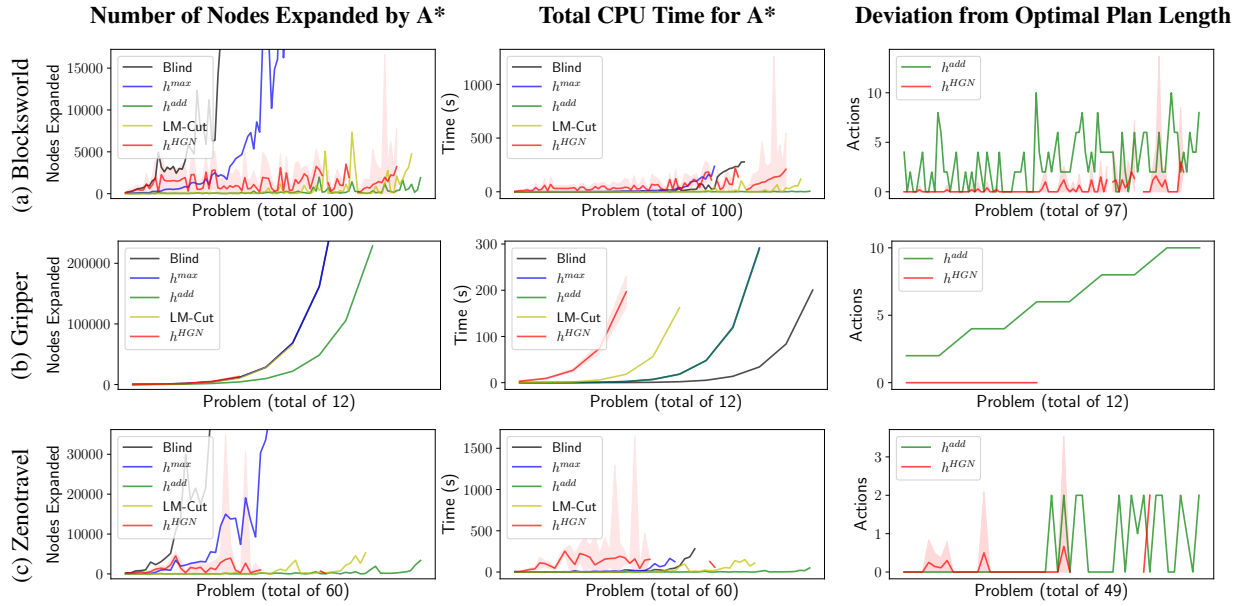 Number of Nodes Expanded by A*
Total CPU Time for A*
Deviation from Optimal Plan Length
(a) Blocksworld
Nodes Expanded
15000
10000
5000
0
Blind
h^max
h^add
LM-Cut
h^HGN
Problem (total of 100)
Time (s)
1000
500
0
Blind
h^max
h^add
LM-Cut
h^HGN
Problem (total of 100)
Actions
10
5
0
h^add
h^HGN
Problem (total of 97)
(b) Gripper
Nodes Expanded
200000
100000
0
Blind
h^max
h^add
LM-Cut
h^HGN
Problem (total of 12)
Time (s)
300
200
100
0
Blind
h^max
h^add
LM-Cut
h^HGN
Problem (total of 12)
Actions
10
5
0
h^add
h^HGN
Problem (total of 12)
(c) Zenotravel
Nodes Expanded
30000
20000
10000
0
Blind
h^max
h^add
LM-Cut
h^HGN
Problem (total of 60)
Time (s)
1500
1000
500
0
Blind
h^max
h^add
LM-Cut
h^HGN
Problem (total of 60)
Actions
3
2
1
0
h^add
h^HGN
Problem (total of 49)